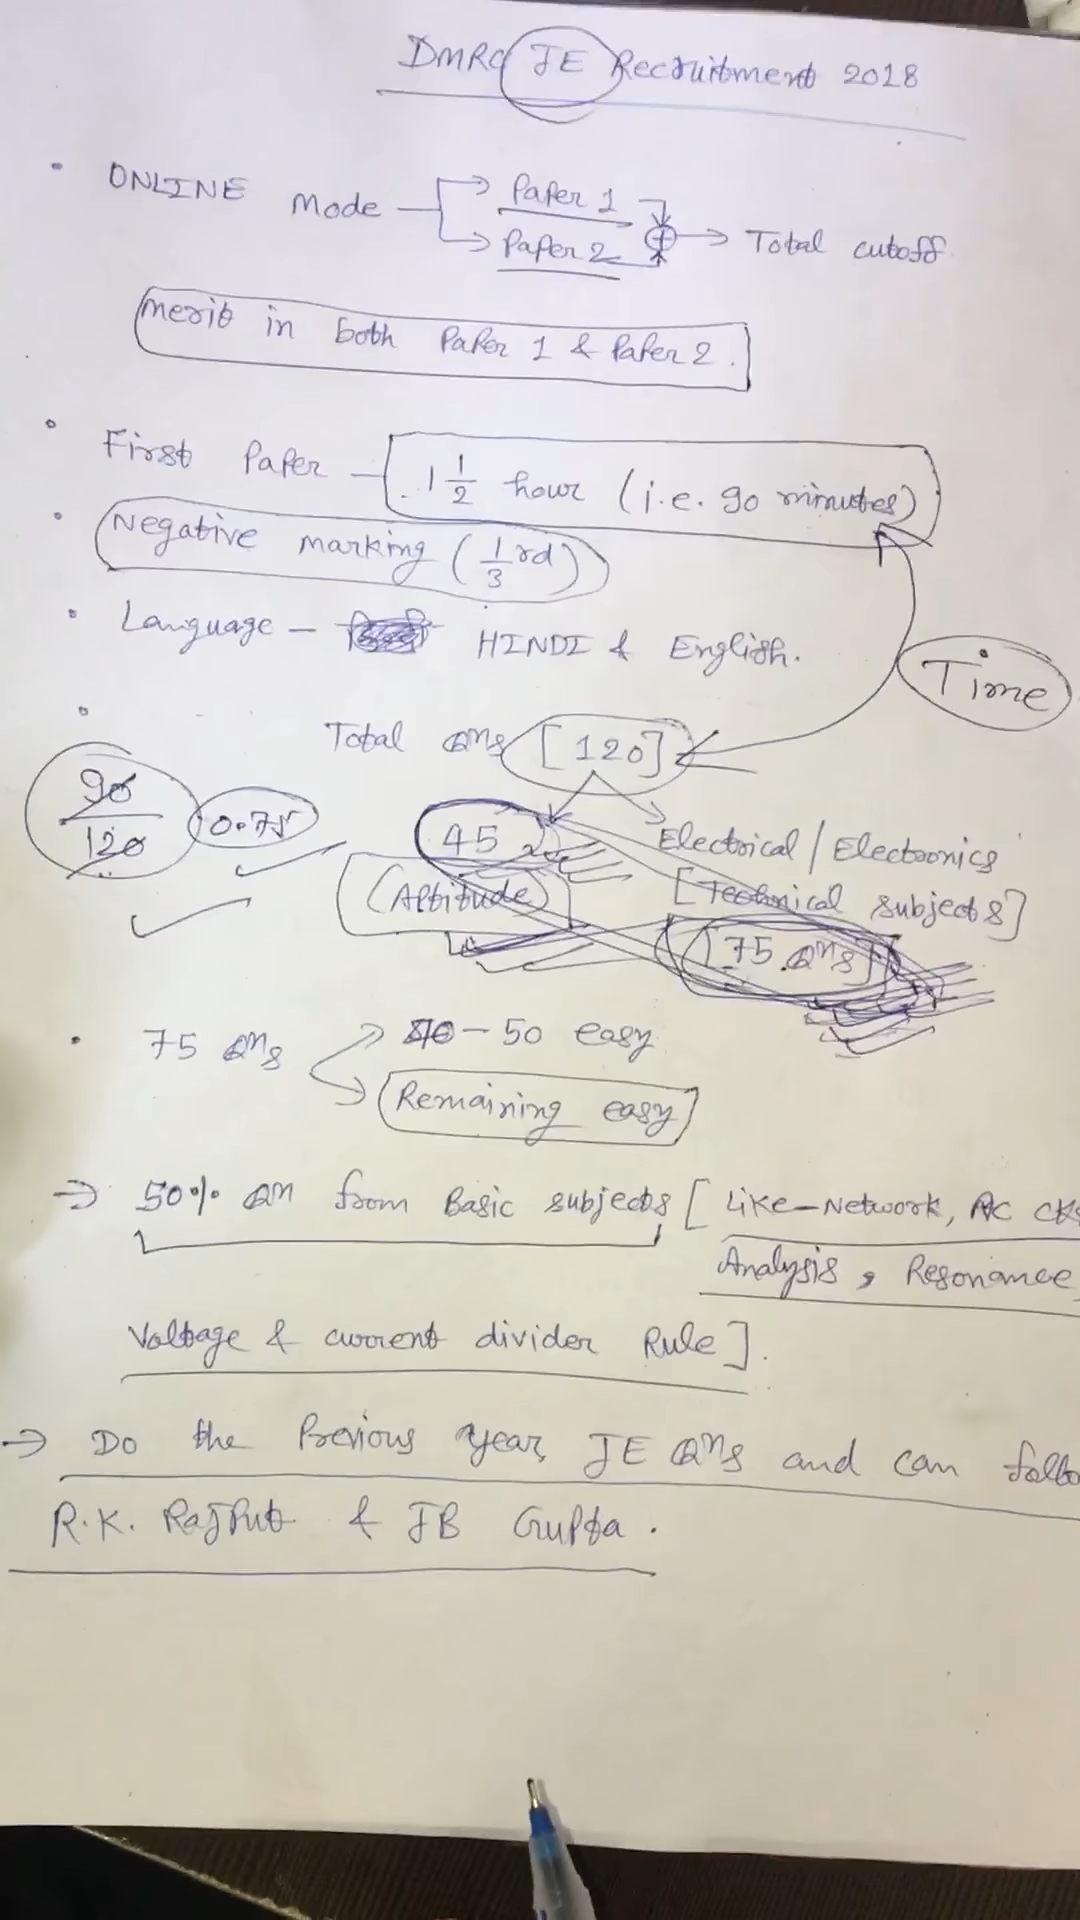 DMRC JE Recruitment 2018
ONLINE Mode → Paper 1
→ Paper 2 → Total cutoff
merit in both Paper 1 & Paper 2.
First Paper – 1 1/2 hour (i.e. 90 minutes)
Negative marking (1/3 rd)
Language – HINDI & English.
Time
Total Qns [120]
90/120 0.75
45
Electrical / Electronics
(Aptitude)
[Technical subjects]
[75 Qns]
75 Qns → 40 – 50 easy
→ Remaining easy
→ 50% Qn from Basic subjects [Like – Network, AC
Analysis, Resonance,
Voltage & current divider Rule].
→ Do the Previous year JE Qns and can
R.K. Rajput & JB Gupta.